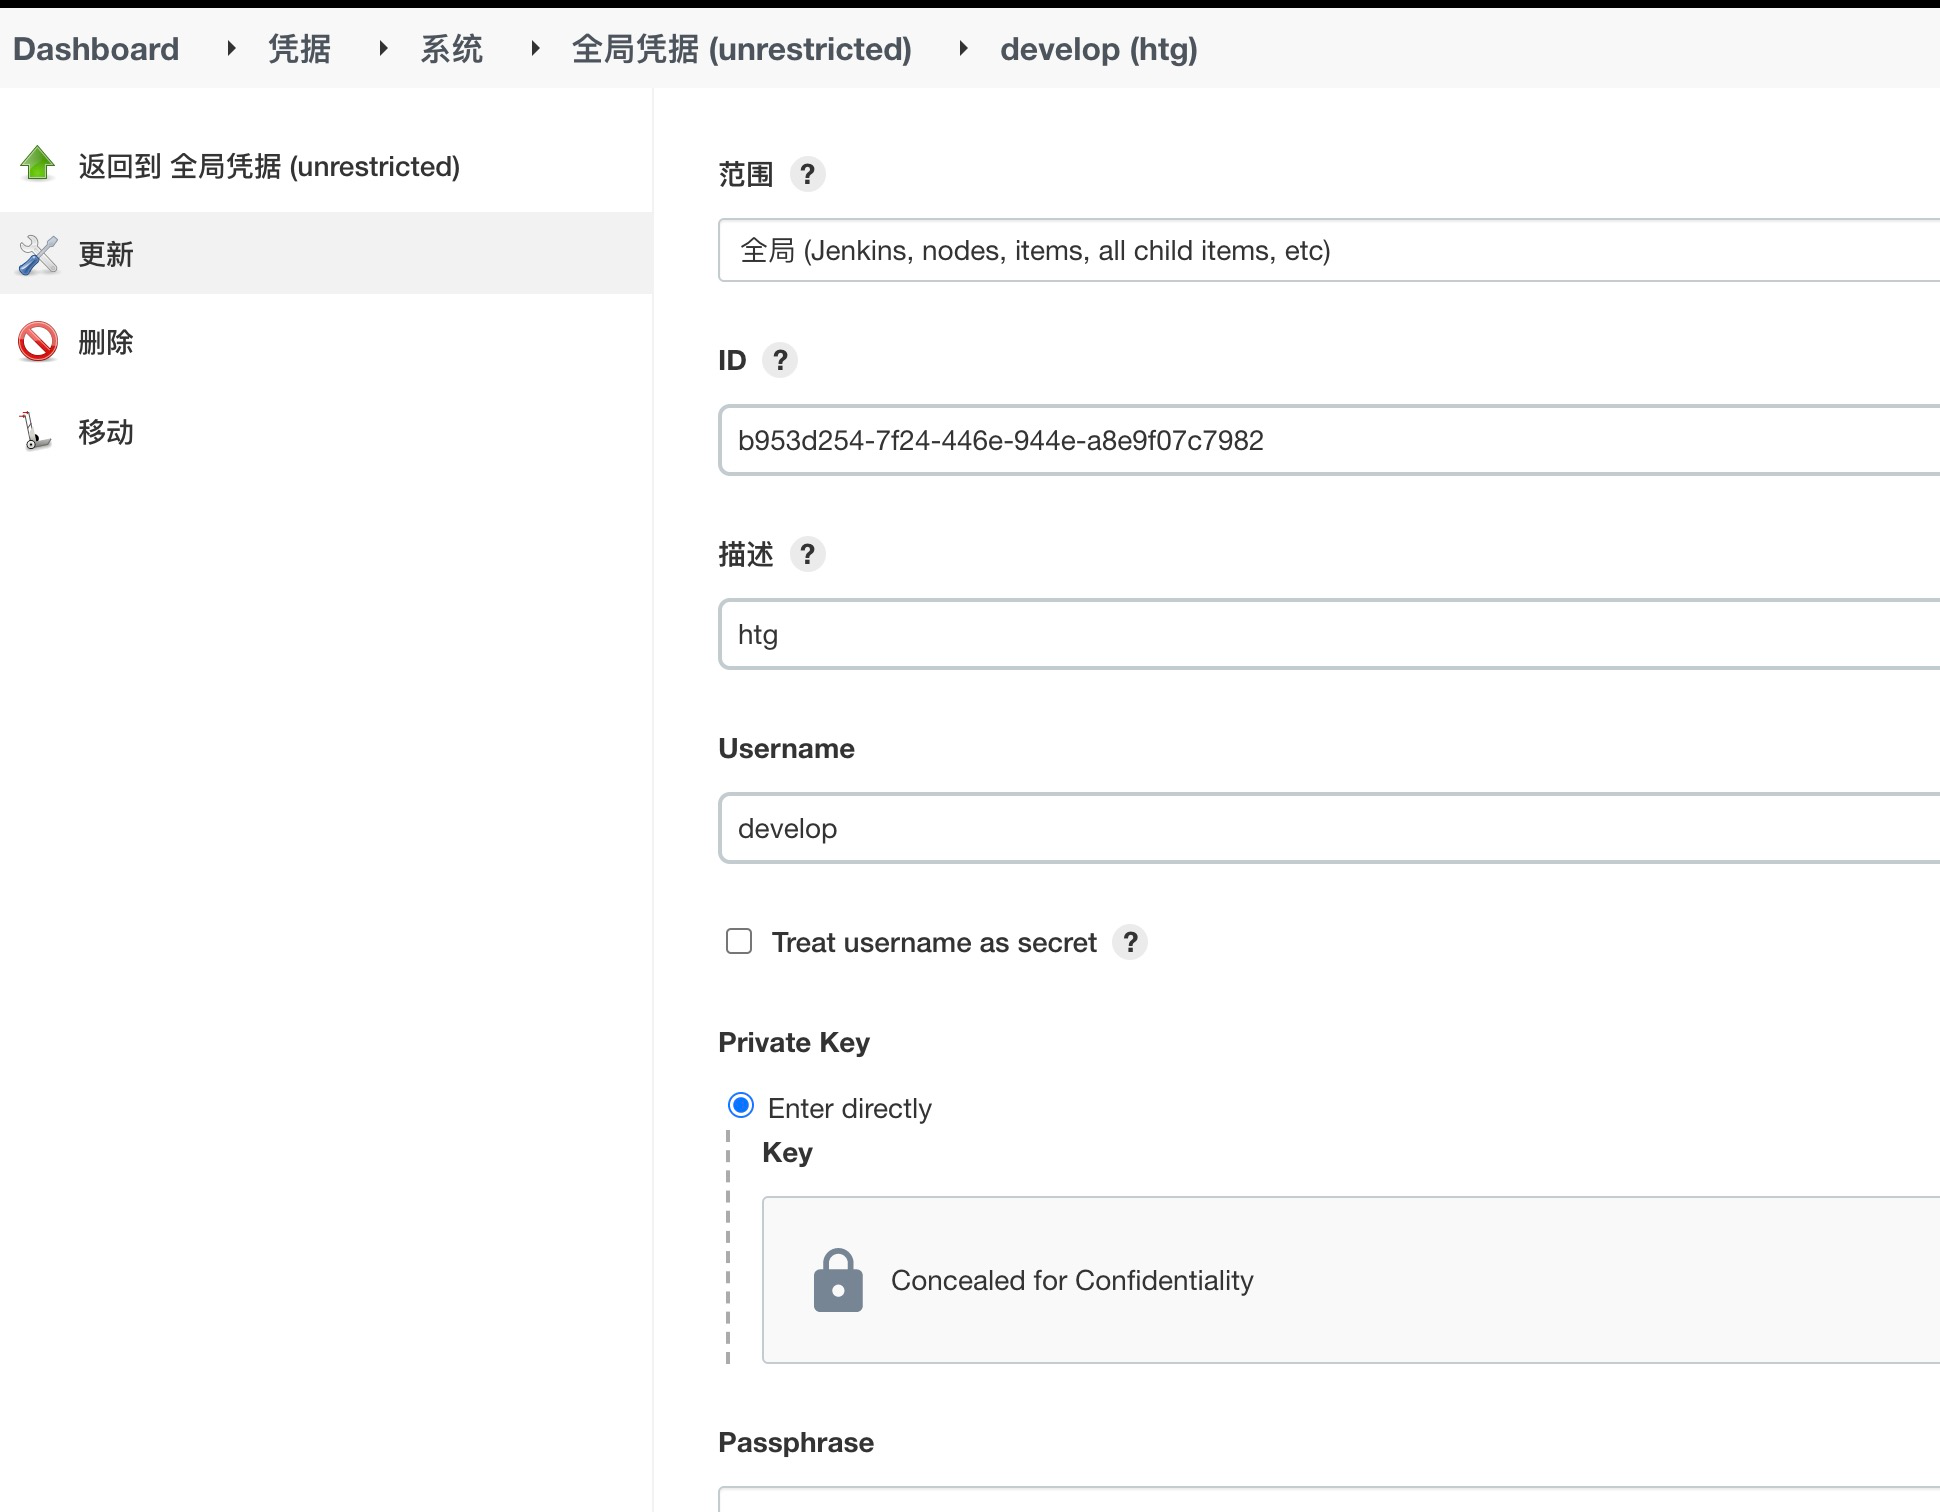 Dashboard 凭据 系统 全局凭据 (unrestricted) develop (htg)
返回到 全局凭据 (unrestricted)
更新
删除
移动
范围 ?
全局 (Jenkins, nodes, items, all child items, etc)
ID ?
b953d254-7f24-446e-944e-a8e9f07c7982
描述 ?
htg
Username
develop
Treat username as secret ?
Private Key
Enter directly
Key
Concealed for Confidentiality
Passphrase